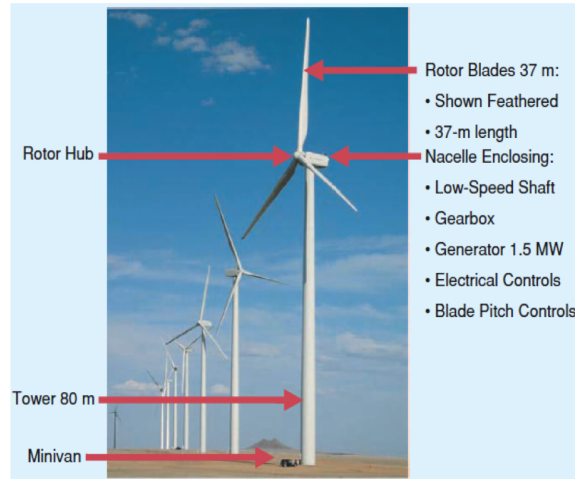 Rotor Blades 37 m:
• Shown Feathered
• 37-m length
Rotor Hub
Nacelle Enclosing:
• Low-Speed Shaft
• Gearbox
• Generator 1.5 MW
• Electrical Controls
• Blade Pitch Controls
Tower 80 m
Minivan